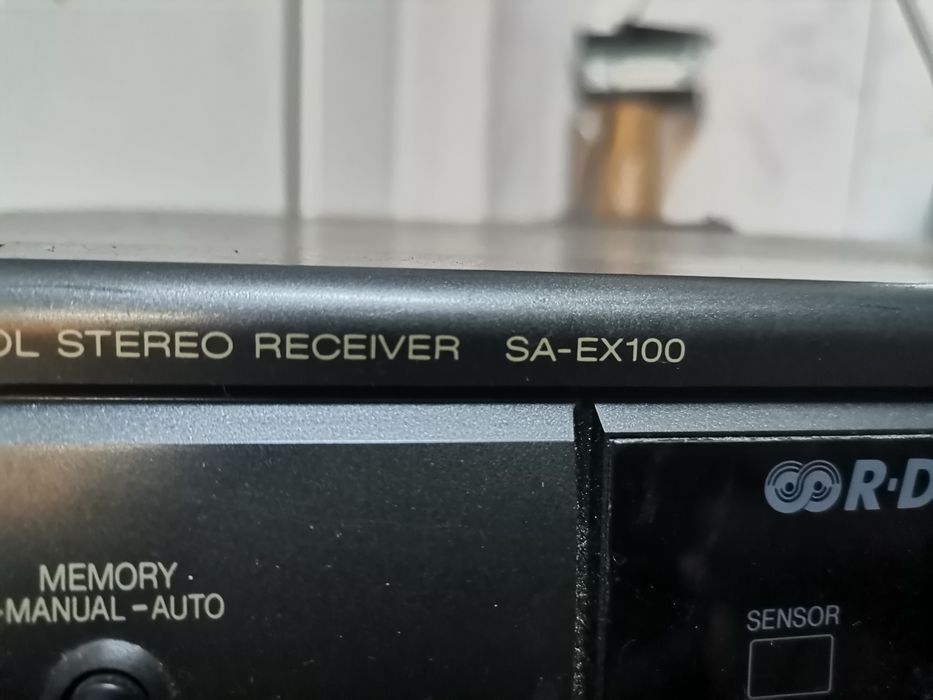 OL STEREO RECEIVER SA-EX100
R·D
MEMORY
-MANUAL -AUTO
SENSOR